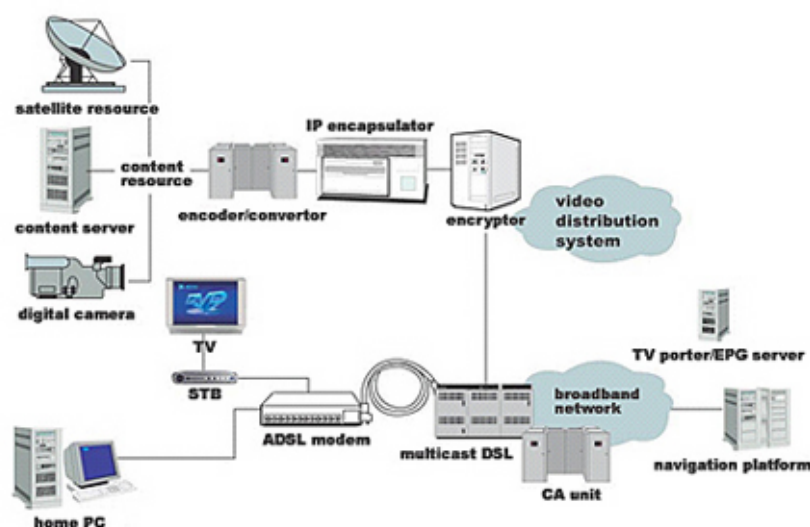 satellite resource
IP encapsulator
content
resource
content server
encoder/convertor
encryptor
video
distribution
system
digital camera
TV
TV porter/EPG server
STB
broadband
network
ADSL modem
multicast DSL
navigation platform
CA unit
home PC